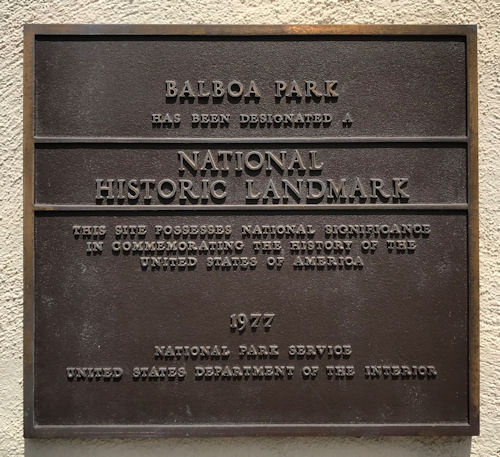 BALBOA PARK
HAS BEEN DESIGNATED A
NATIONAL
HISTORIC LANDMARK
THIS SITE POSSESSES NATIONAL SIGNIFICANCE
IN COMMEMORATING THE HISTORY OF THE
UNITED STATES OF AMERICA
1977
NATIONAL PARK SERVICE
UNITED STATES DEPARTMENT OF THE INTERIOR